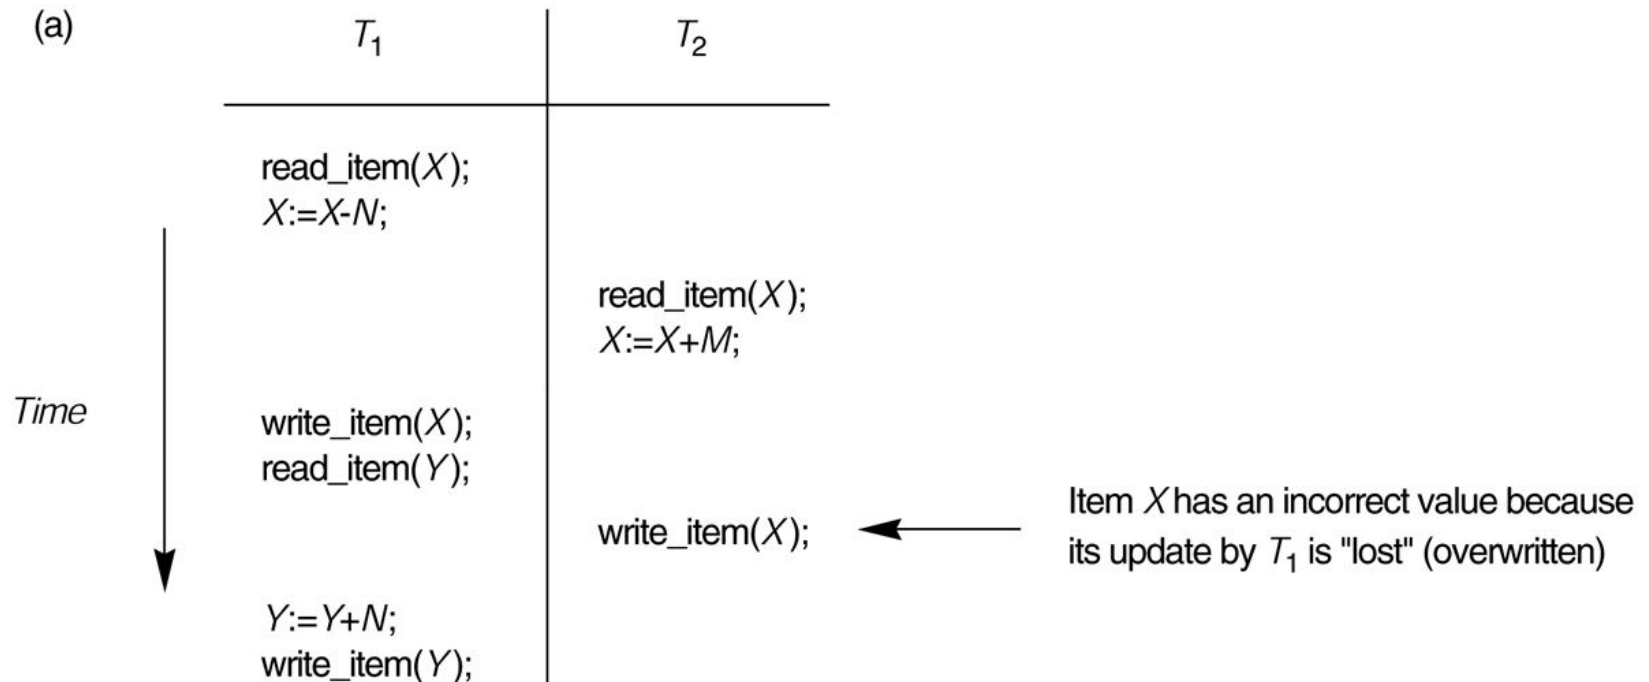 (a)
T1 T2
read_item(X);
X:=X-N;
read_item(X);
X:=X+M;
Time
write_item(X);
read_item(Y);
write_item(X);
Item X has an incorrect value because
its update by T1 is "lost" (overwritten)
Y:=Y+N;
write_item(Y);